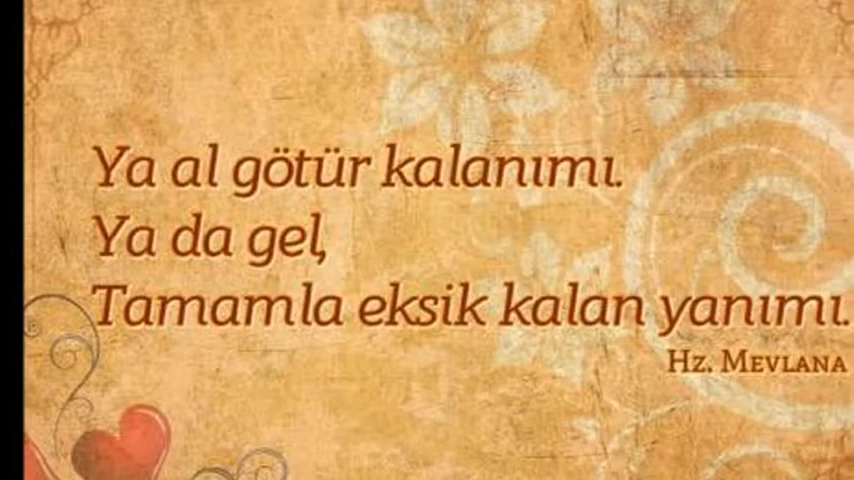 Ya al götür kalanımı.
Ya da gel,
Tamamla eksik kalan yanımı.
Hz. Mevlana